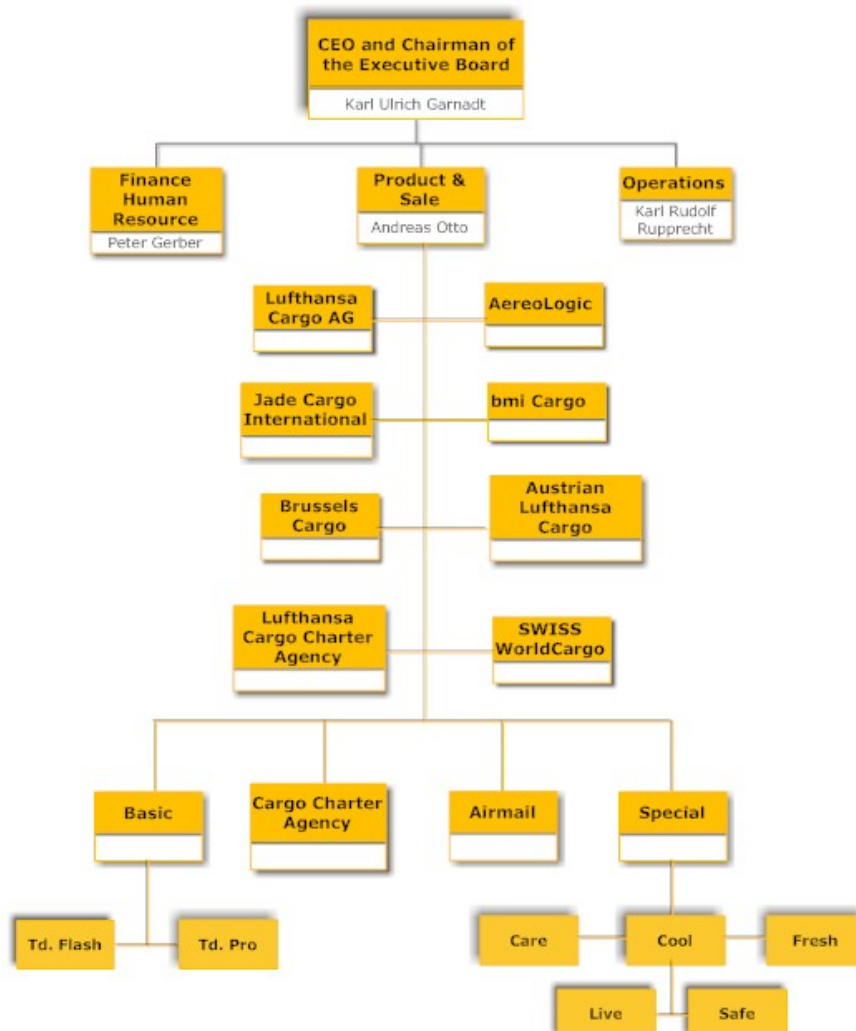 CEO and Chairman of
the Executive Board
Karl Ulrich Garnadt
Finance
Human
Resource
Peter Gerber
Product &
Sale
Andreas Otto
Operations
Karl Rudolf
Rupprecht
Lufthansa
Cargo AG
AereoLogic
Jade Cargo
International
bmi Cargo
Brussels
Cargo
Austrian
Lufthansa
Cargo
Lufthansa
Cargo Charter
Agency
SWISS
WorldCargo
Basic
Cargo Charter
Agency
Airmail
Special
Td. Flash
Td. Pro
Care
Cool
Fresh
Live
Safe